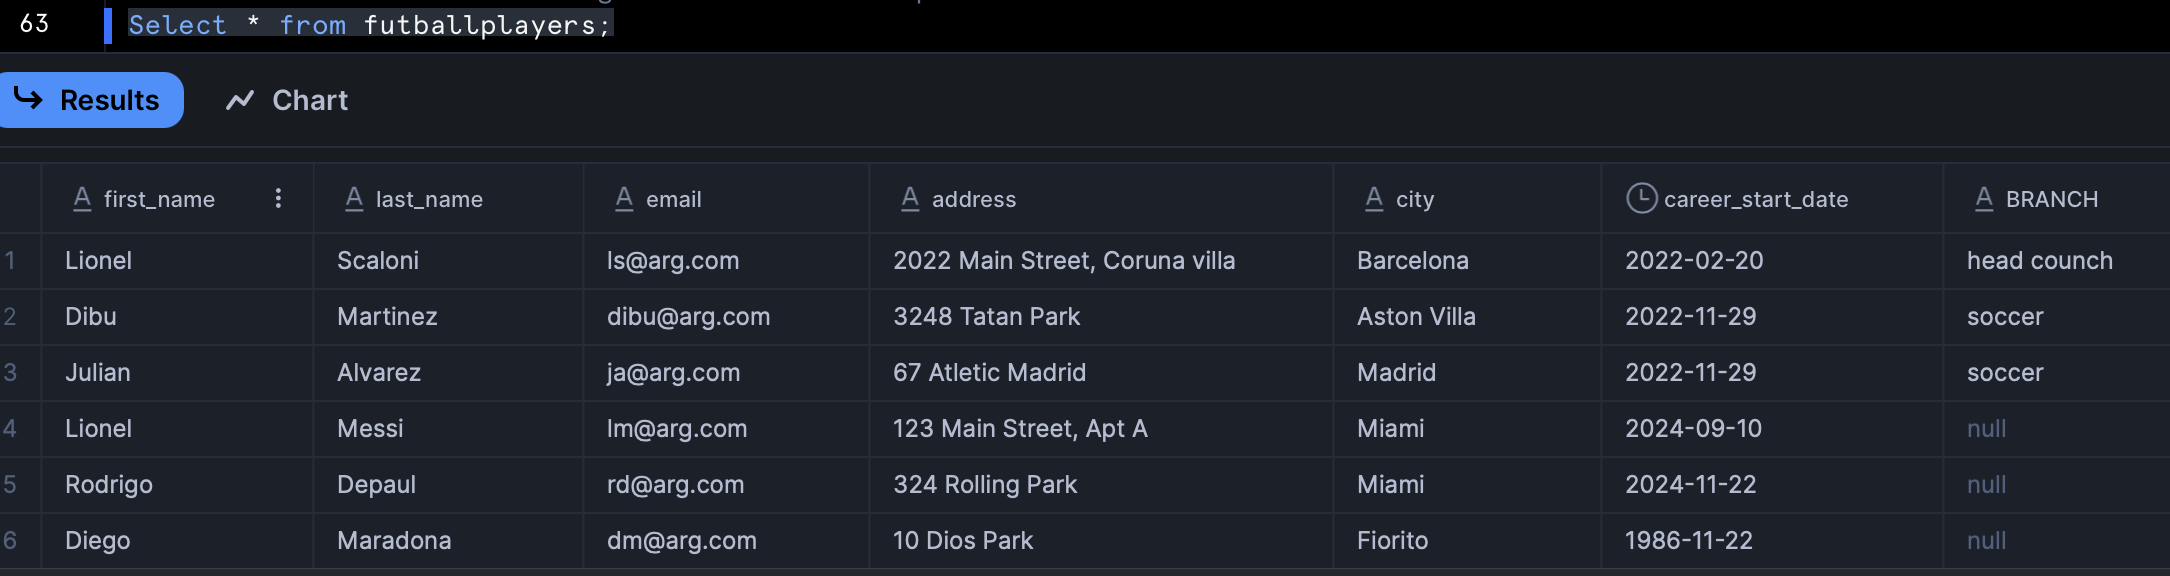 63 Select * from futballplayers;
Results Chart
first_name last_name email address city career_start_date BRANCH
1 Lionel Scaloni ls@arg.com 2022 Main Street, Coruna villa Barcelona 2022-02-20 head counch
2 Dibu Martinez dibu@arg.com 3248 Tatan Park Aston Villa 2022-11-29 soccer
3 Julian Alvarez ja@arg.com 67 Atletic Madrid Madrid 2022-11-29 soccer
4 Lionel Messi lm@arg.com 123 Main Street, Apt A Miami 2024-09-10 null
5 Rodrigo Depaul rd@arg.com 324 Rolling Park Miami 2024-11-22 null
6 Diego Maradona dm@arg.com 10 Dios Park Fiorito 1986-11-22 null